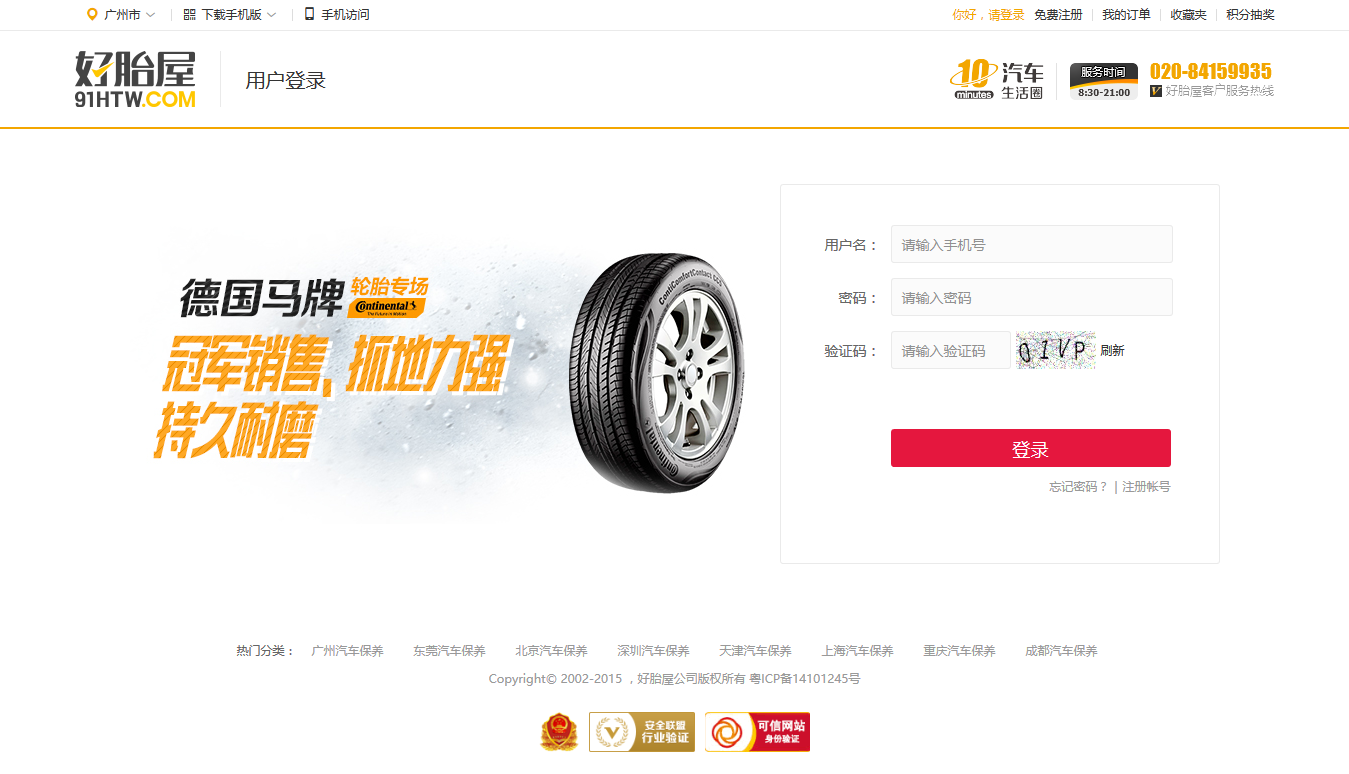 广州市 下载手机版 手机访问 你好，请登录 免费注册 我的订单 收藏夹 积分抽奖
好胎屋
91HTW.COM
用户登录
10 minutes 汽车生活圈
服务时间
8:30-21:00
020-84159935
V 好胎屋客户服务热线
德国马牌 轮胎专场
Continental
The Future in Motion
冠军销售，抓地力强
持久耐磨
ContiComfortContact CC5
Continental
用户名： 请输入手机号
密码： 请输入密码
验证码： 请输入验证码 Q1VP 刷新
登录
忘记密码？ | 注册帐号
热门分类： 广州汽车保养 东莞汽车保养 北京汽车保养 深圳汽车保养 天津汽车保养 上海汽车保养 重庆汽车保养 成都汽车保养
Copyright© 2002-2015 ，好胎屋公司版权所有 粤ICP备14101245号
安全联盟
行业验证
可信网站
身份验证